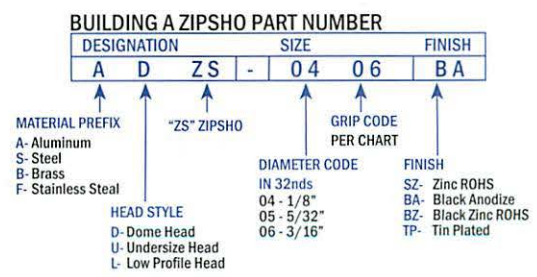 BUILDING A ZIPSHO PART NUMBER
DESIGNATION SIZE FINISH
A D ZS - 04 06 BA
MATERIAL PREFIX
A- Aluminum
S- Steel
B- Brass
F- Stainless Steal
"ZS" ZIPSHO
HEAD STYLE
D- Dome Head
U- Undersize Head
L- Low Profile Head
DIAMETER CODE
IN 32nds
04 - 1/8"
05 - 5/32"
06 - 3/16"
GRIP CODE
PER CHART
FINISH
SZ- Zinc ROHS
BA- Black Anodize
BZ- Black Zinc ROHS
TP- Tin Plated